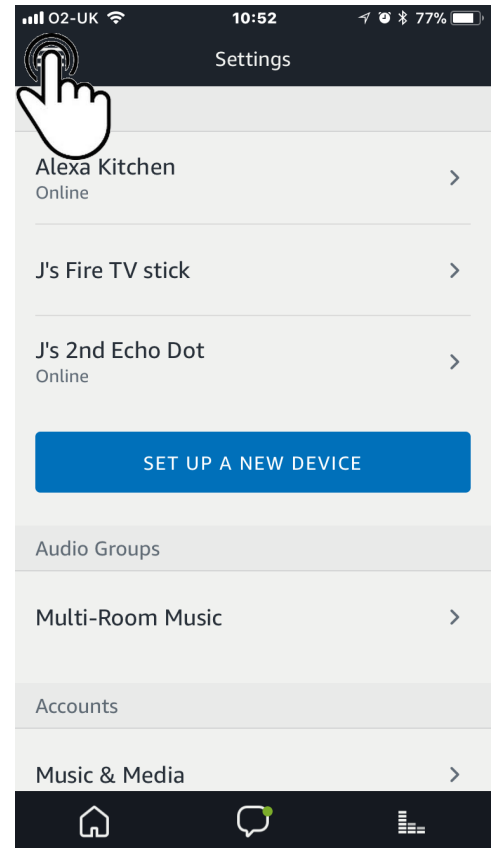 O2-UK 10:52 77%
Settings
Alexa Kitchen
Online
J's Fire TV stick
J's 2nd Echo Dot
Online
SET UP A NEW DEVICE
Audio Groups
Multi-Room Music
Accounts
Music & Media